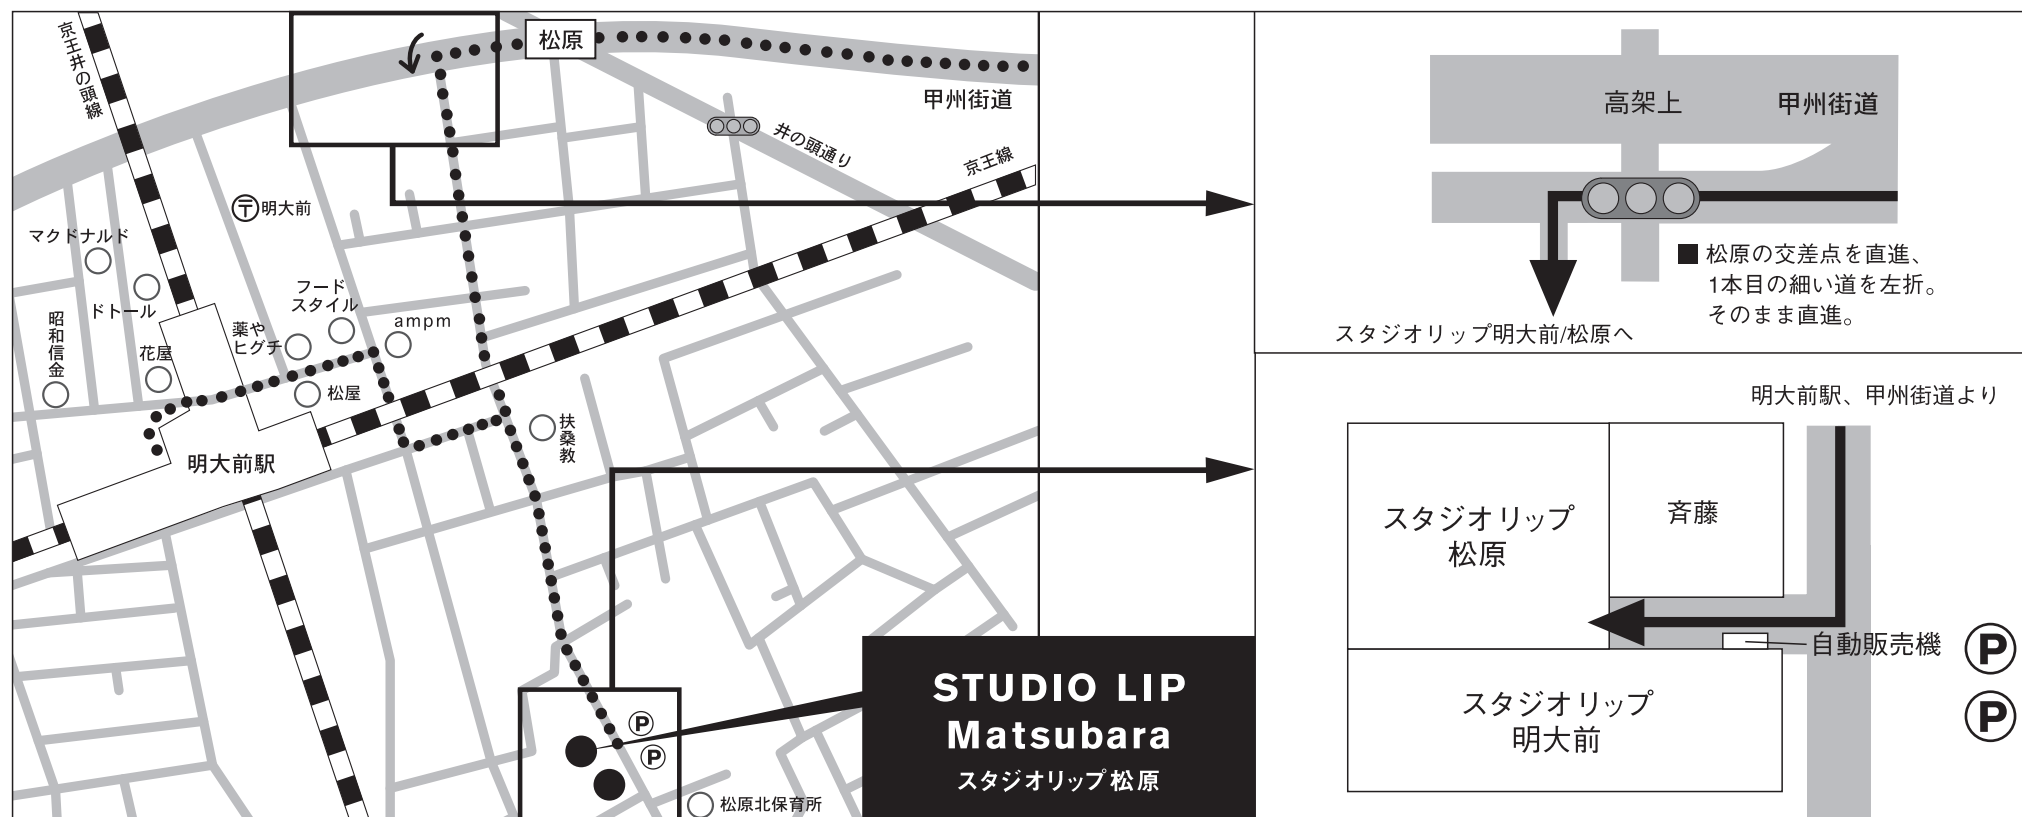 京王井の頭線
松原
甲州街道
井の頭通り
京王線
〒明大前
マクドナルド
ドトール
フード
スタイル
ampm
昭和信金
花屋
薬や
ヒグチ
松屋
明大前駅
扶桑教
P
P
松原北保育所
STUDIO LIP
Matsubara
スタジオリップ松原
高架上
甲州街道
■松原の交差点を直進、
1本目の細い道を左折。
そのまま直進。
スタジオリップ明大前/松原へ
明大前駅、甲州街道より
スタジオリップ
松原
斉藤
自動販売機
P
P
スタジオリップ
明大前